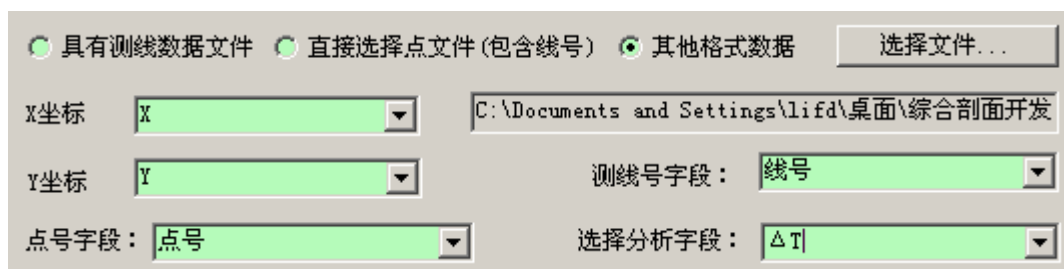 具有测线数据文件 直接选择点文件(包含线号) 其他格式数据 选择文件...
X坐标 X C:\Documents and Settings\lifd\桌面\综合剖面开发
Y坐标 Y 测线号字段： 线号
点号字段： 点号 选择分析字段： ΔT